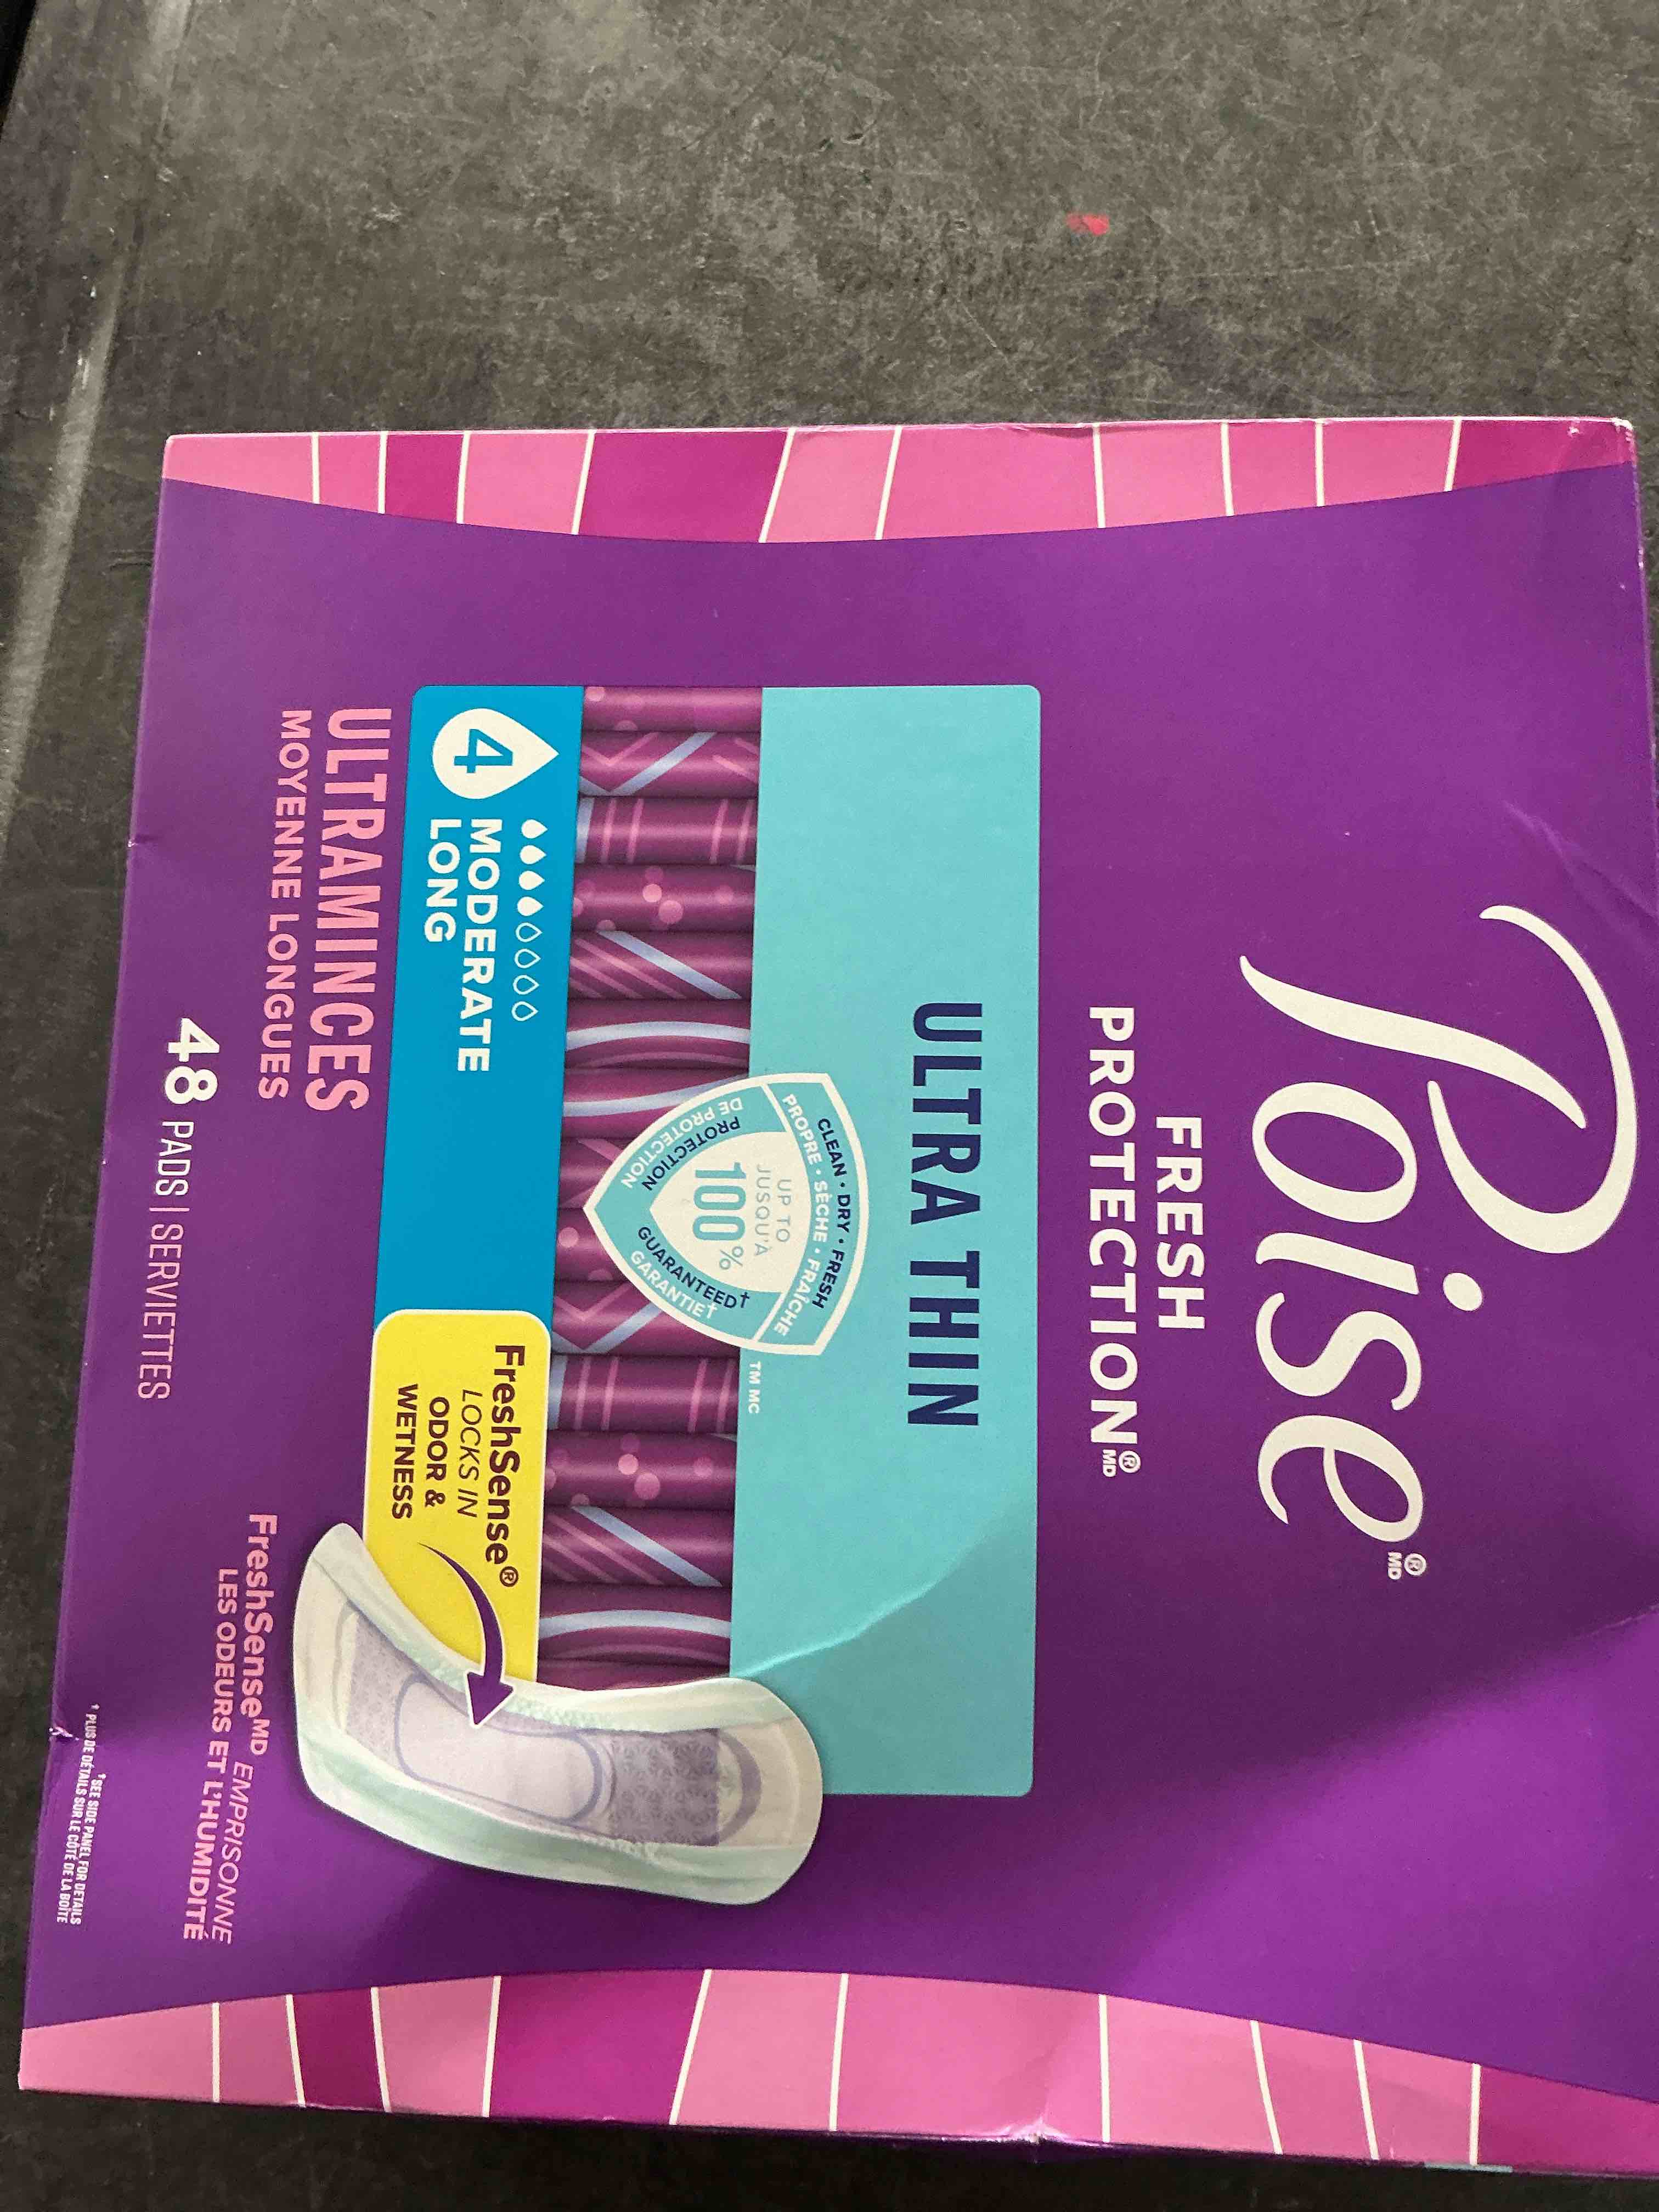 Poise®MD
FRESH
PROTECTION®MD
ULTRA THIN
CLEAN • DRY • FRESH
PROPRE • SÈCHE • FRAÎCHE
UP TO
JUSQU'À
100%
PROTECTION
DE PROTECTION
GUARANTEED†
GARANTIE†
TM MC
4
MODERATE
LONG
FreshSense®
LOCKS IN
ODOR &
WETNESS
ULTRAMINCES
MOYENNE LONGUES
48 PADS | SERVIETTES
FreshSenseMD EMPRISONNE
LES ODEURS ET L'HUMIDITÉ
†SEE SIDE PANEL FOR DETAILS
† PLUS DE DÉTAILS SUR LE CÔTÉ DE LA BOÎTE